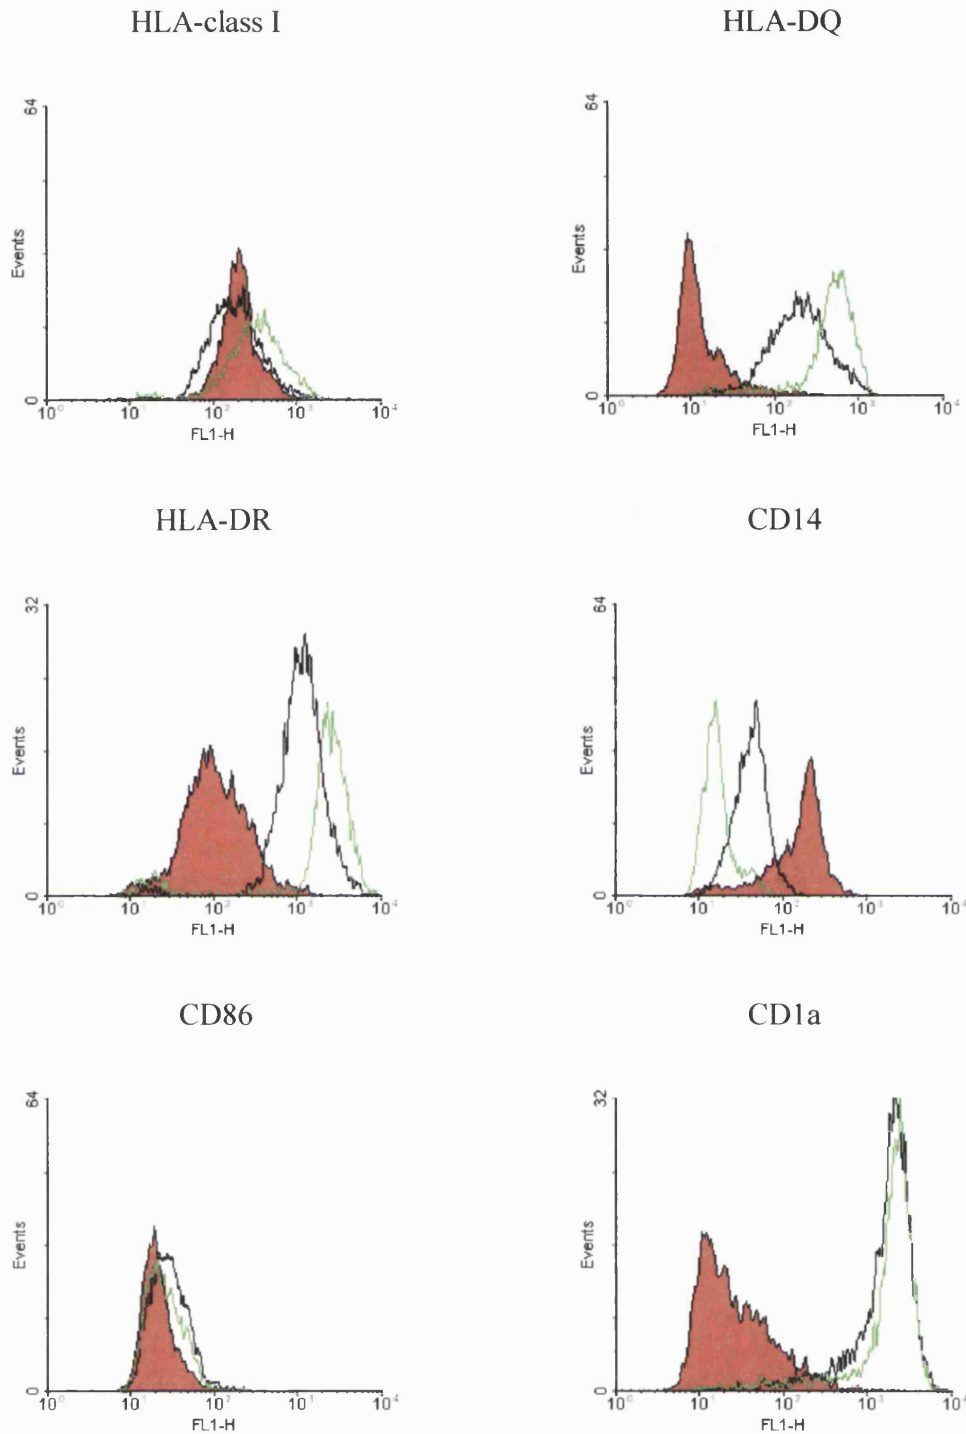 HLA-class I
HLA-DQ
64
Events
0
10⁰ 10¹ 10² 10³ 10⁴
FL1-H
64
Events
0
10⁰ 10¹ 10² 10³ 10⁴
FL1-H
HLA-DR
CD14
32
Events
0
10⁰ 10¹ 10² 10³ 10⁴
FL1-H
64
Events
0
10⁰ 10¹ 10² 10³ 10⁴
FL1-H
CD86
CD1a
64
Events
0
10⁰ 10¹ 10² 10³ 10⁴
FL1-H
32
Events
0
10⁰ 10¹ 10² 10³ 10⁴
FL1-H